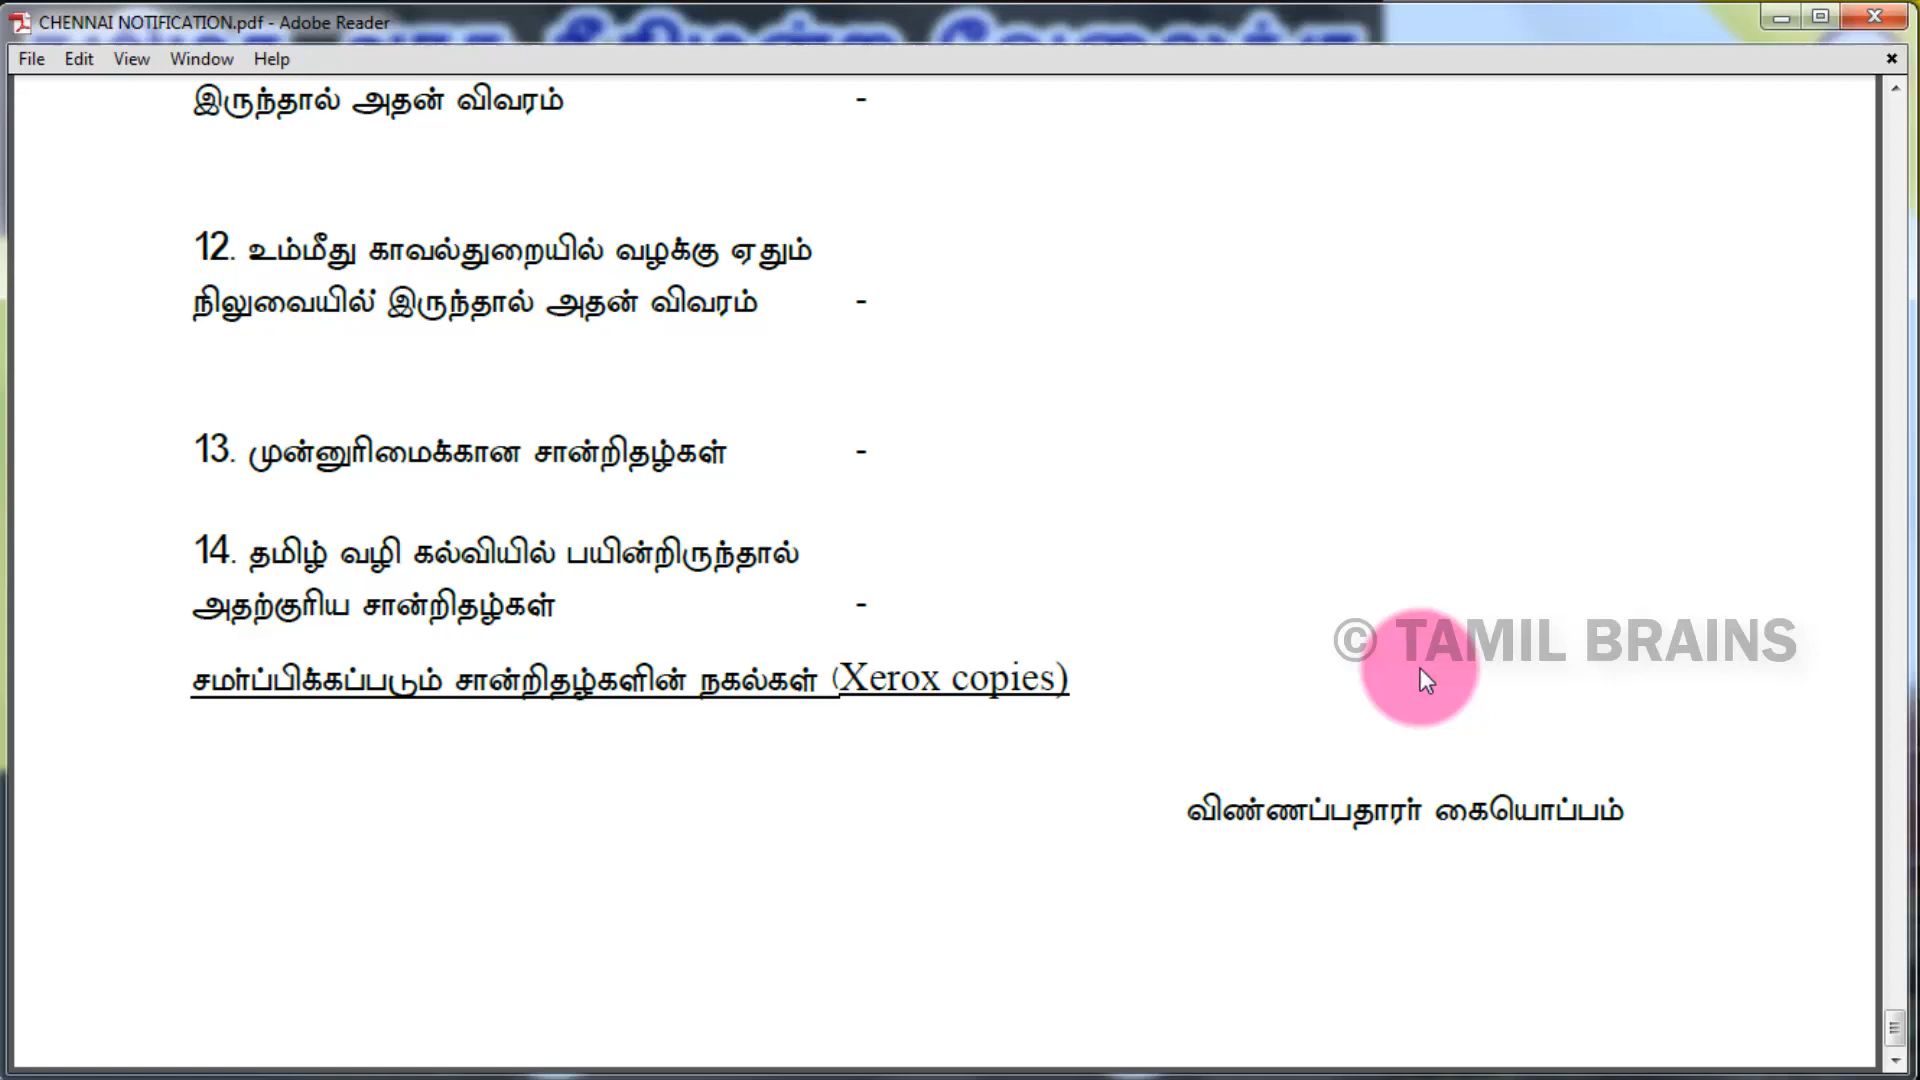 CHENNAI NOTIFICATION.pdf - Adobe Reader
File Edit View Window Help
இருந்தால் அதன் விவரம் -
12. உம்மீது காவல்துறையில் வழக்கு ஏதும்
நிலுவையில் இருந்தால் அதன் விவரம் -
13. முன்னுரிமைக்கான சான்றிதழ்கள் -
14. தமிழ் வழி கல்வியில் பயின்றிருந்தால்
அதற்குரிய சான்றிதழ்கள் -
© TAMIL BRAINS
சமர்ப்பிக்கப்படும் சான்றிதழ்களின் நகல்கள் (Xerox copies)
விண்ணப்பதாரர் கையொப்பம்